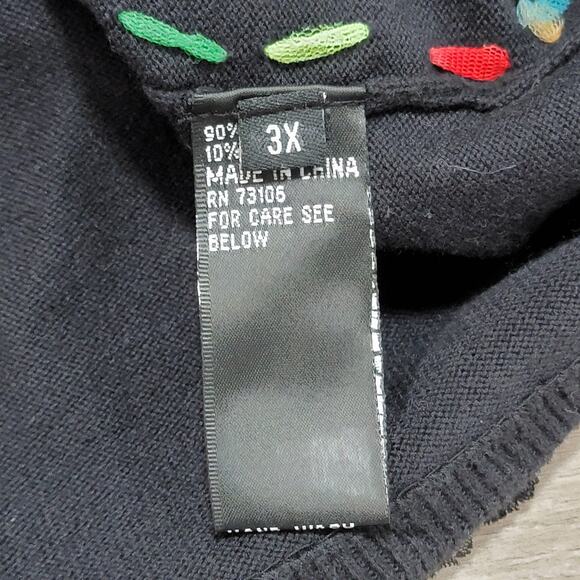 90%
10%
3X
MADE IN CHINA
RN 73106
FOR CARE SEE
BELOW